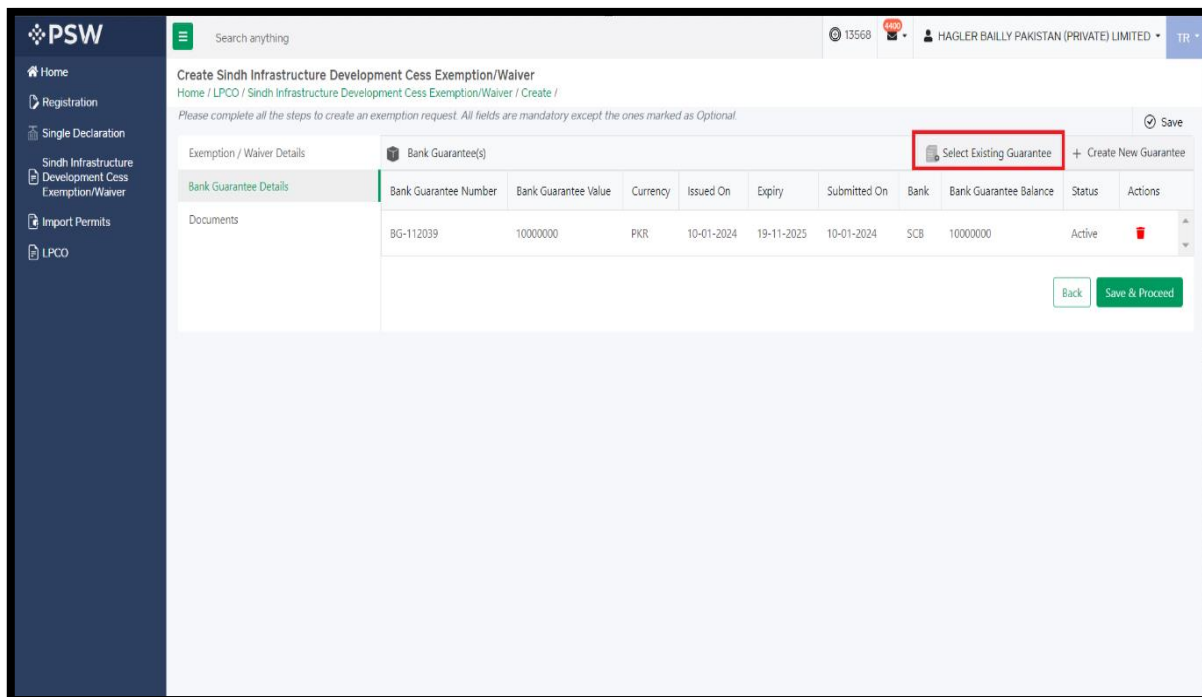 PSW
Search anything
13568
4400
HAGLER BAILLY PAKISTAN (PRIVATE) LIMITED
TR
Home
Registration
Single Declaration
Sindh Infrastructure
Development Cess
Exemption/Waiver
Import Permits
LPCO
Create Sindh Infrastructure Development Cess Exemption/Waiver
Home / LPCO / Sindh Infrastructure Development Cess Exemption/Waiver / Create /
Please complete all the steps to create an exemption request. All fields are mandatory except the ones marked as Optional.
Save
Exemption / Waiver Details
Bank Guarantee Details
Documents
Bank Guarantee(s)
Select Existing Guarantee
+ Create New Guarantee
Bank Guarantee Number Bank Guarantee Value Currency Issued On Expiry Submitted On Bank Bank Guarantee Balance Status Actions
BG-112039 10000000 PKR 10-01-2024 19-11-2025 10-01-2024 SCB 10000000 Active
Back
Save & Proceed